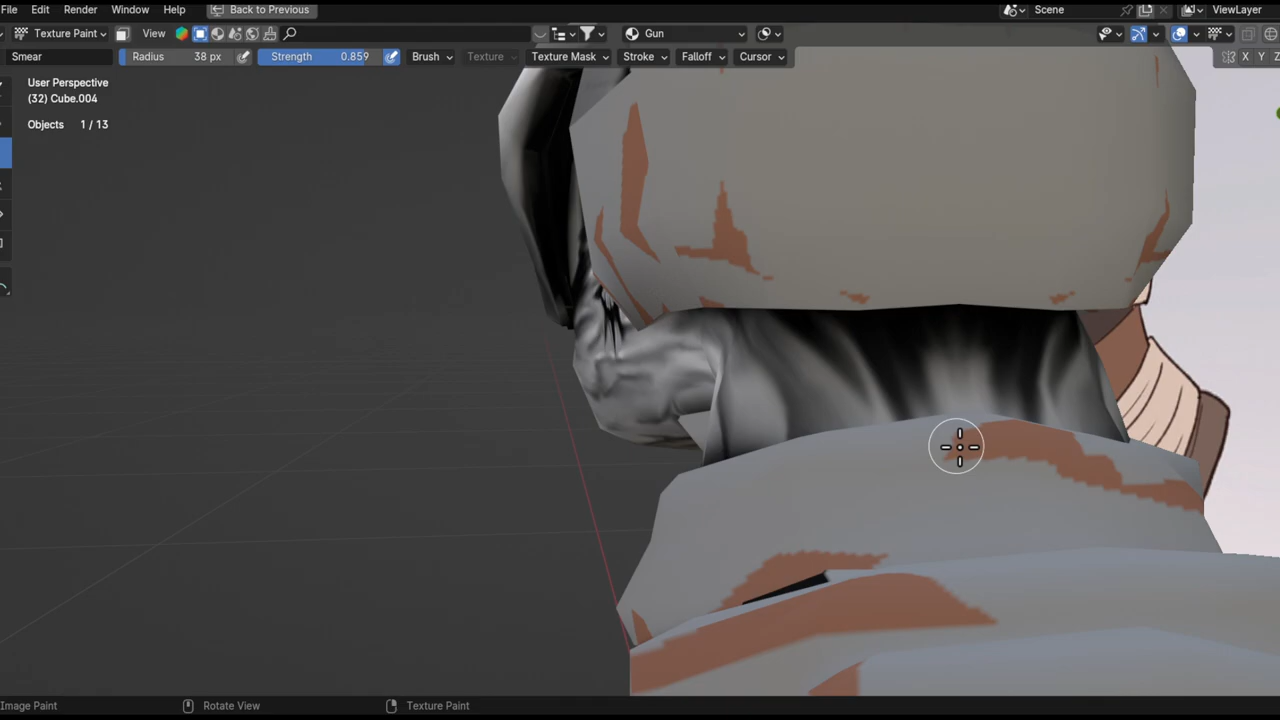 File Edit Render Window Help Back to Previous Scene ViewLayer
Texture Paint View Gun
Smear Radius 38 px Strength 0.859 Brush Texture Texture Mask Stroke Falloff Cursor X Y Z
User Perspective
(32) Cube.004
Objects 1 / 13
Image Paint Rotate View Texture Paint